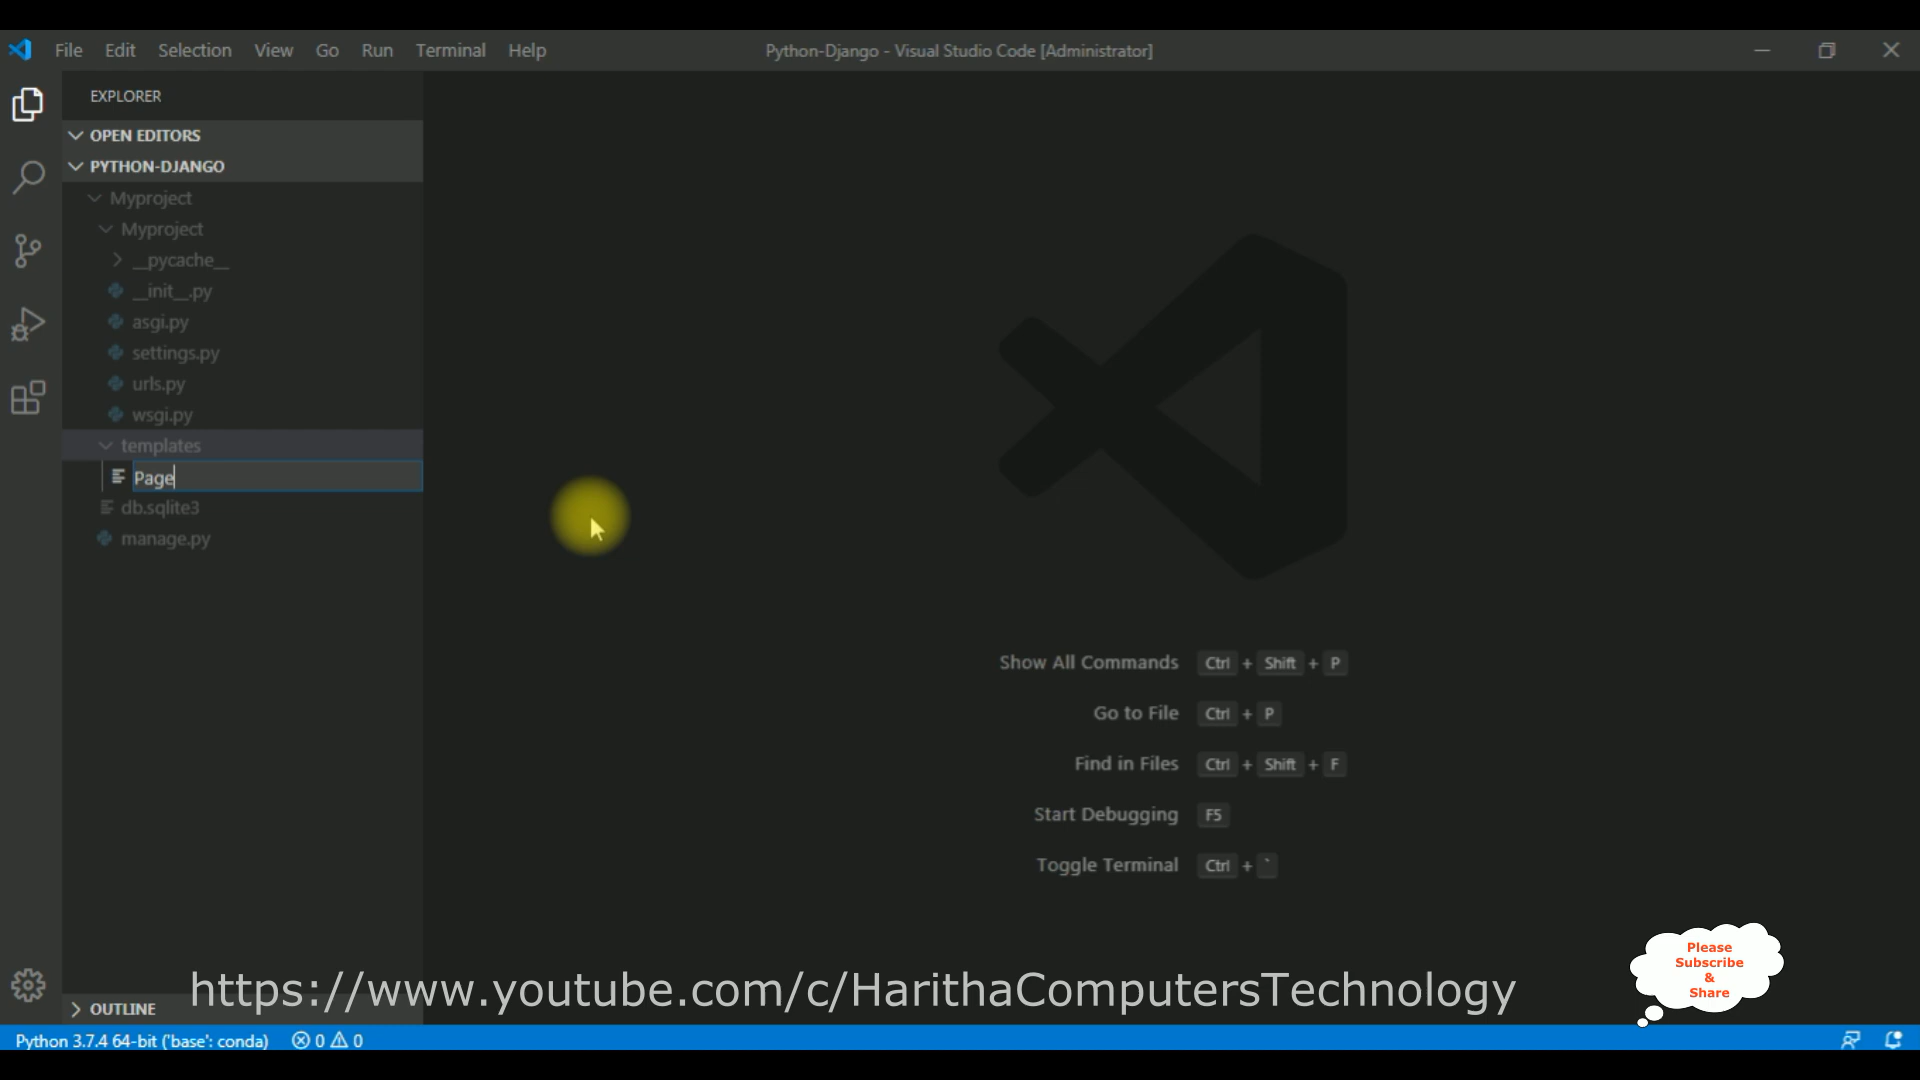 File Edit Selection View Go Run Terminal Help
Python-Django - Visual Studio Code [Administrator]
EXPLORER
OPEN EDITORS
PYTHON-DJANGO
Myproject
Myproject
__pycache__
__init__.py
asgi.py
settings.py
urls.py
wsgi.py
templates
Page
db.sqlite3
manage.py
Show All Commands Ctrl + Shift + P
Go to File Ctrl + P
Find in Files Ctrl + Shift + F
Start Debugging F5
Toggle Terminal Ctrl + `
Please
Subscribe
&
Share
https://www.youtube.com/c/HarithaComputersTechnology
OUTLINE
Python 3.7.4 64-bit ('base': conda) 0 0